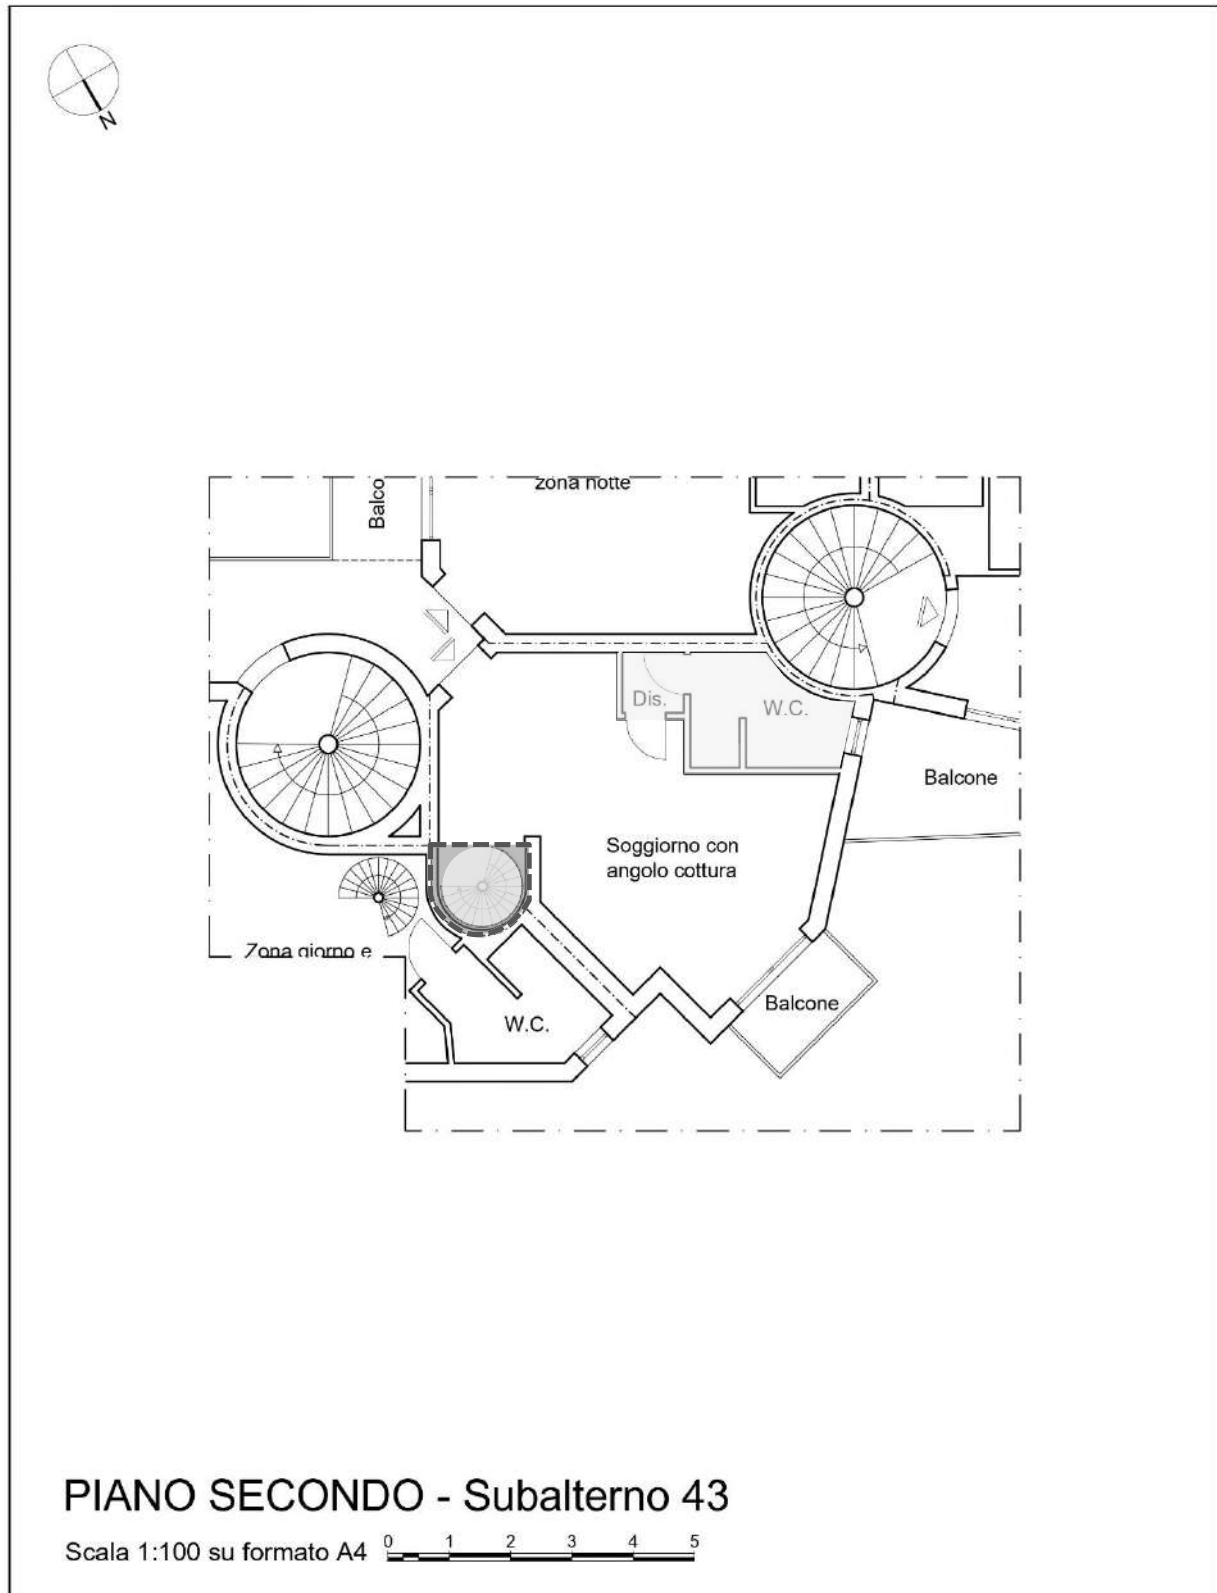 N
zona notte
Balco
Dis.
W.C.
Balcone
Soggiorno con
angolo cottura
Zona giorno e
Balcone
W.C.
PIANO SECONDO - Subalterno 43
Scala 1:100 su formato A4
0 1 2 3 4 5